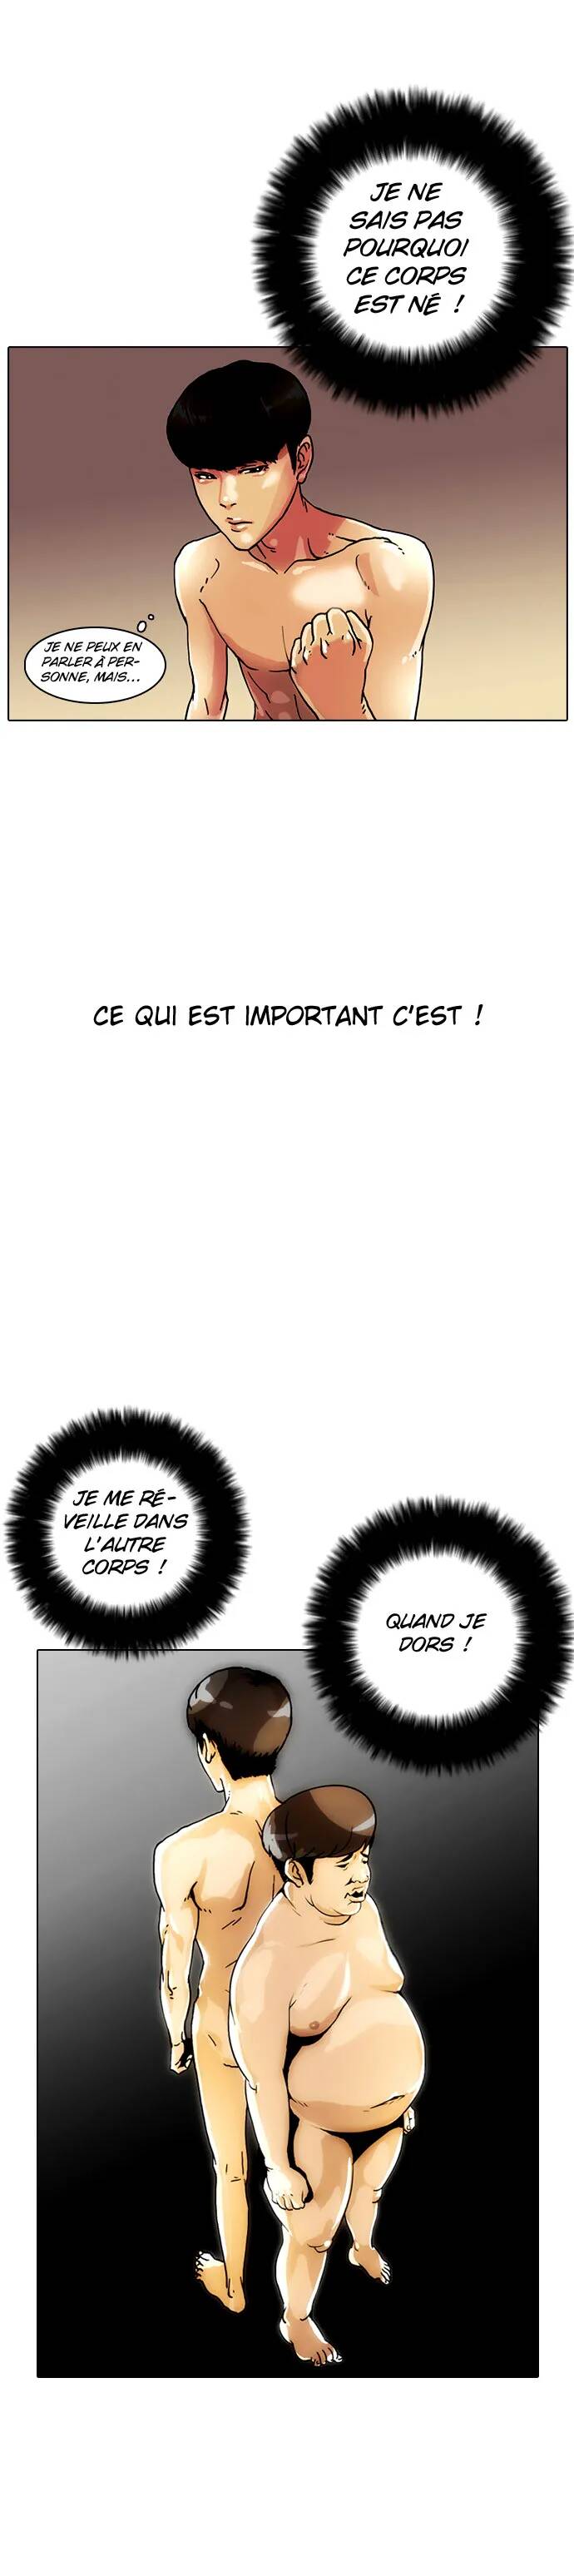 JE NE
SAIS PAS
POURQUOI
CE CORPS
EST NÉ !
JE NE PEUX EN
PARLER À PER-
SONNE, MAIS...
CE QUI EST IMPORTANT C'EST !
JE ME RÉ-
VEILLE DANS
L'AUTRE
CORPS !
QUAND JE
DORS !